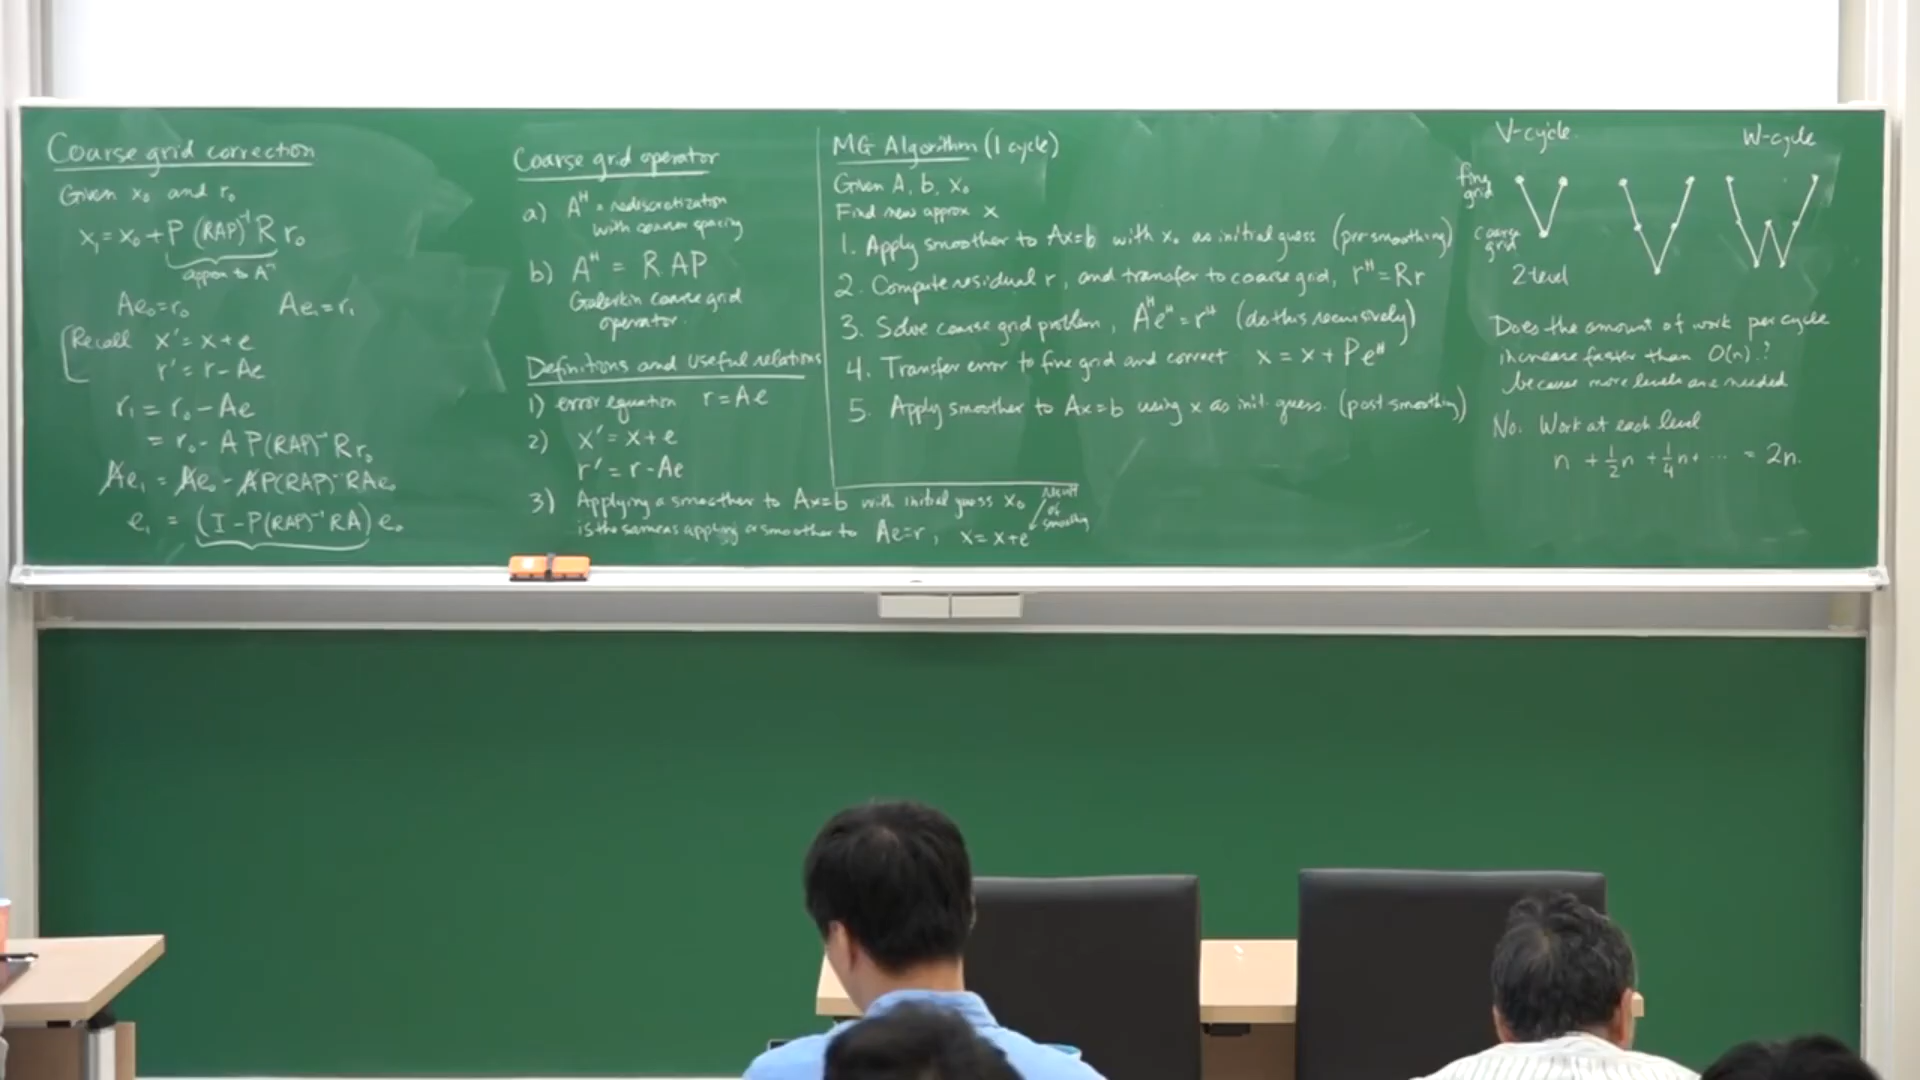 Coarse grid correction
Given x₀ and r₀
x₁ = x₀ + P (RAP)⁻¹ R r₀
approx to A⁻¹
Ae₀ = r₀ Ae₁ = r₁
Recall x' = x + e
r' = r - Ae
r₁ = r₀ - Ae
= r₀ - A P(RAP)⁻¹ R r₀
Ae₁ = Ae₀ - AP(RAP)⁻¹ RAe₀
e₁ = (I - P(RAP)⁻¹ RA) e₀
Coarse grid operator
a) Aᴴ = rediscretization
with coarser spacing
b) Aᴴ = RAP
Galerkin coarse grid
operator.
Definitions and useful relations
1) error equation r = Ae
2) x' = x + e
r' = r - Ae
3) Applying a smoother to Ax=b with initial guess x₀
is the same as applying a smoother to Ae=r, x = x+e
result
of
smoothing
MG Algorithm (1 cycle)
Given A, b, x₀
Find new approx x
1. Apply smoother to Ax=b with x₀ as initial guess (pre smoothing)
2. Compute residual r, and transfer to coarse grid, rᴴ = Rr
3. Solve coarse grid problem, Aᴴeᴴ = rᴴ (do this recursively)
4. Transfer error to fine grid and correct x = x + Peᴴ
5. Apply smoother to Ax=b using x as init. guess. (post smoothing)
V-cycle W-cycle
fine
grid
coarse
grid
2 level
Does the amount of work per cycle
increase faster than O(n)?
because more levels are needed
No. Work at each level
n + ½n + ¼n + ... = 2n.